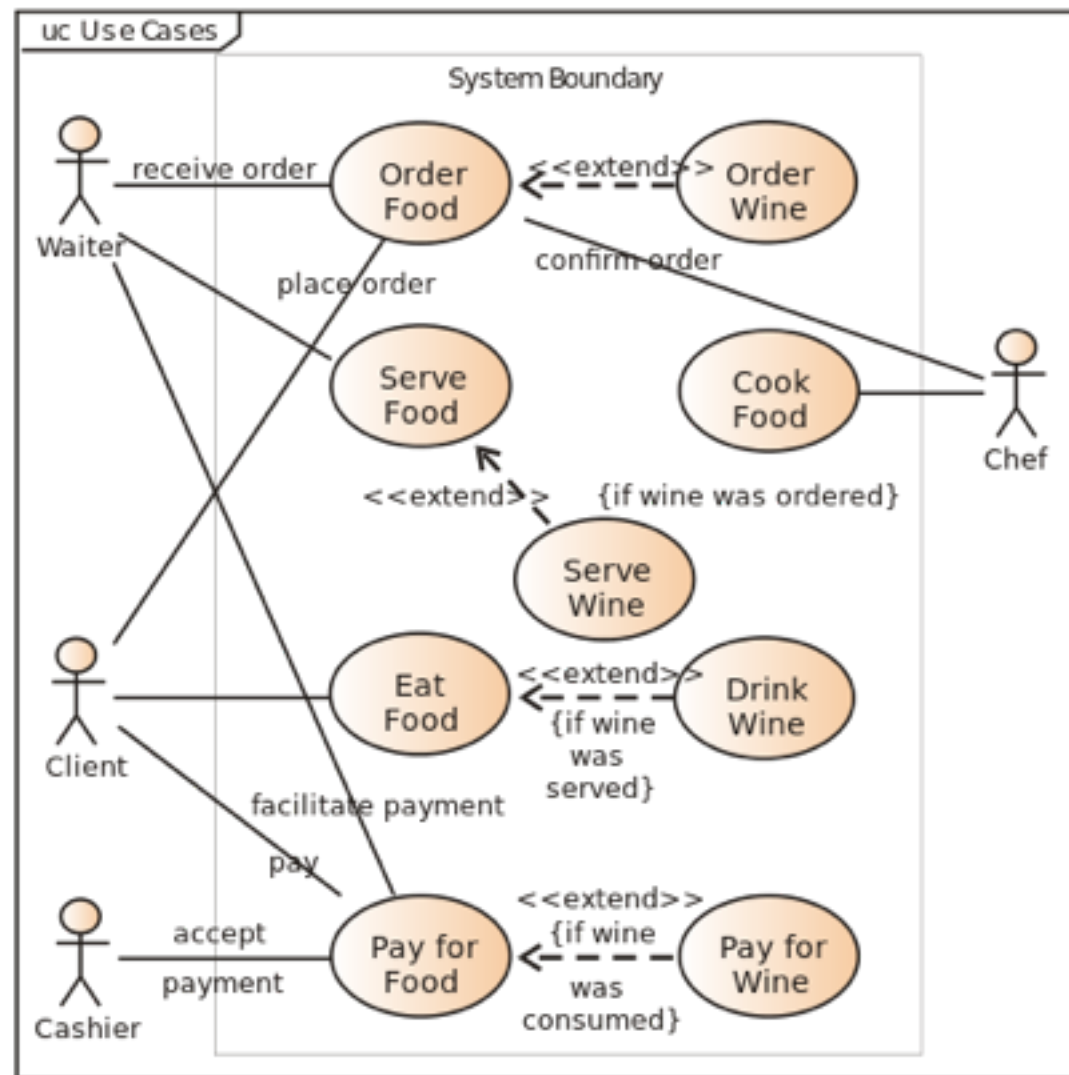 uc Use Cases
System Boundary
receive order
Order
Food
<<extend>>
Order
Wine
Waiter
confirm order
place order
Serve
Food
Cook
Food
Chef
<<extend>>
{if wine was ordered}
Serve
Wine
Eat
Food
<<extend>>
{if wine
was
served}
Drink
Wine
Client
facilitate payment
pay
accept
payment
Pay for
Food
<<extend>>
{if wine
was
consumed}
Pay for
Wine
Cashier